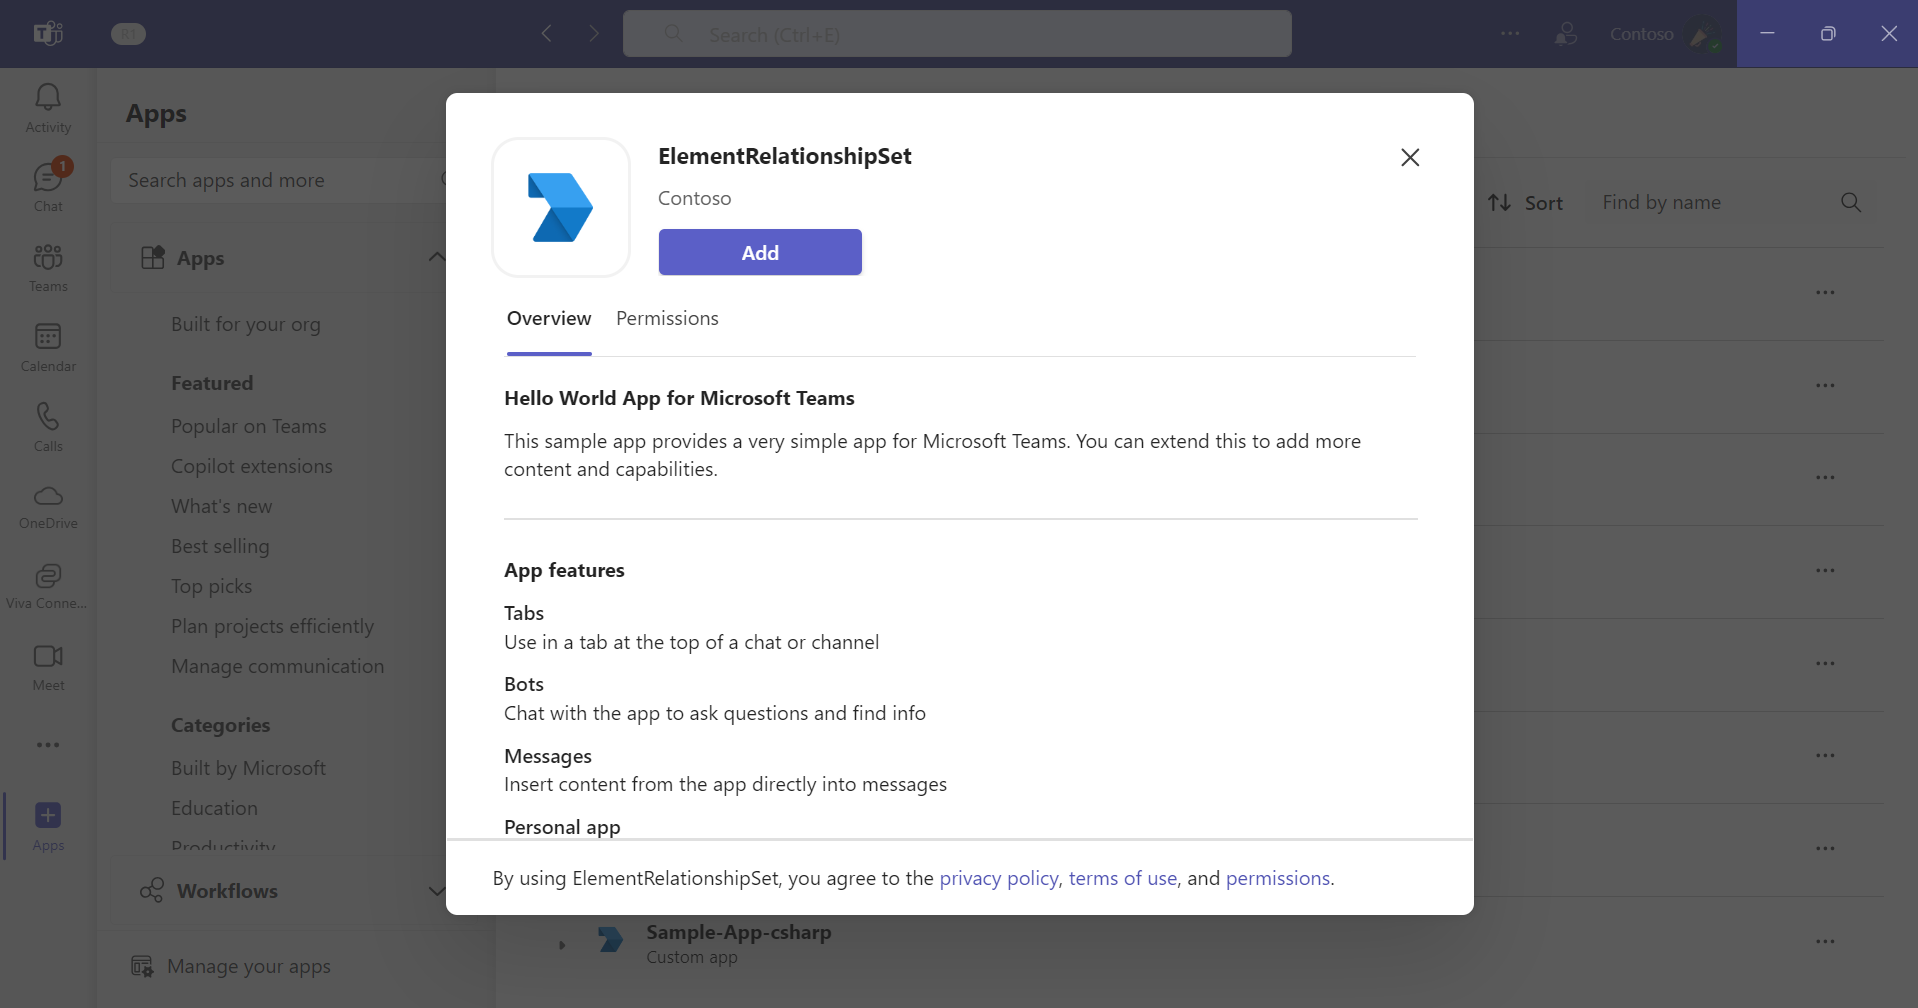 R1
Search (Ctrl+E)
Contoso
Activity
1
Chat
Teams
Calendar
Calls
OneDrive
Viva Conne...
Meet
Apps
Apps
Search apps and more
Apps
Built for your org
Featured
Popular on Teams
Copilot extensions
What's new
Best selling
Top picks
Plan projects efficiently
Manage communication
Categories
Built by Microsoft
Education
Productivity
Workflows
Manage your apps
Sort
Find by name
ElementRelationshipSet
Contoso
Add
Overview
Permissions
Hello World App for Microsoft Teams
This sample app provides a very simple app for Microsoft Teams. You can extend this to add more
content and capabilities.
App features
Tabs
Use in a tab at the top of a chat or channel
Bots
Chat with the app to ask questions and find info
Messages
Insert content from the app directly into messages
Personal app
By using ElementRelationshipSet, you agree to the privacy policy, terms of use, and permissions.
Sample-App-csharp
Custom app